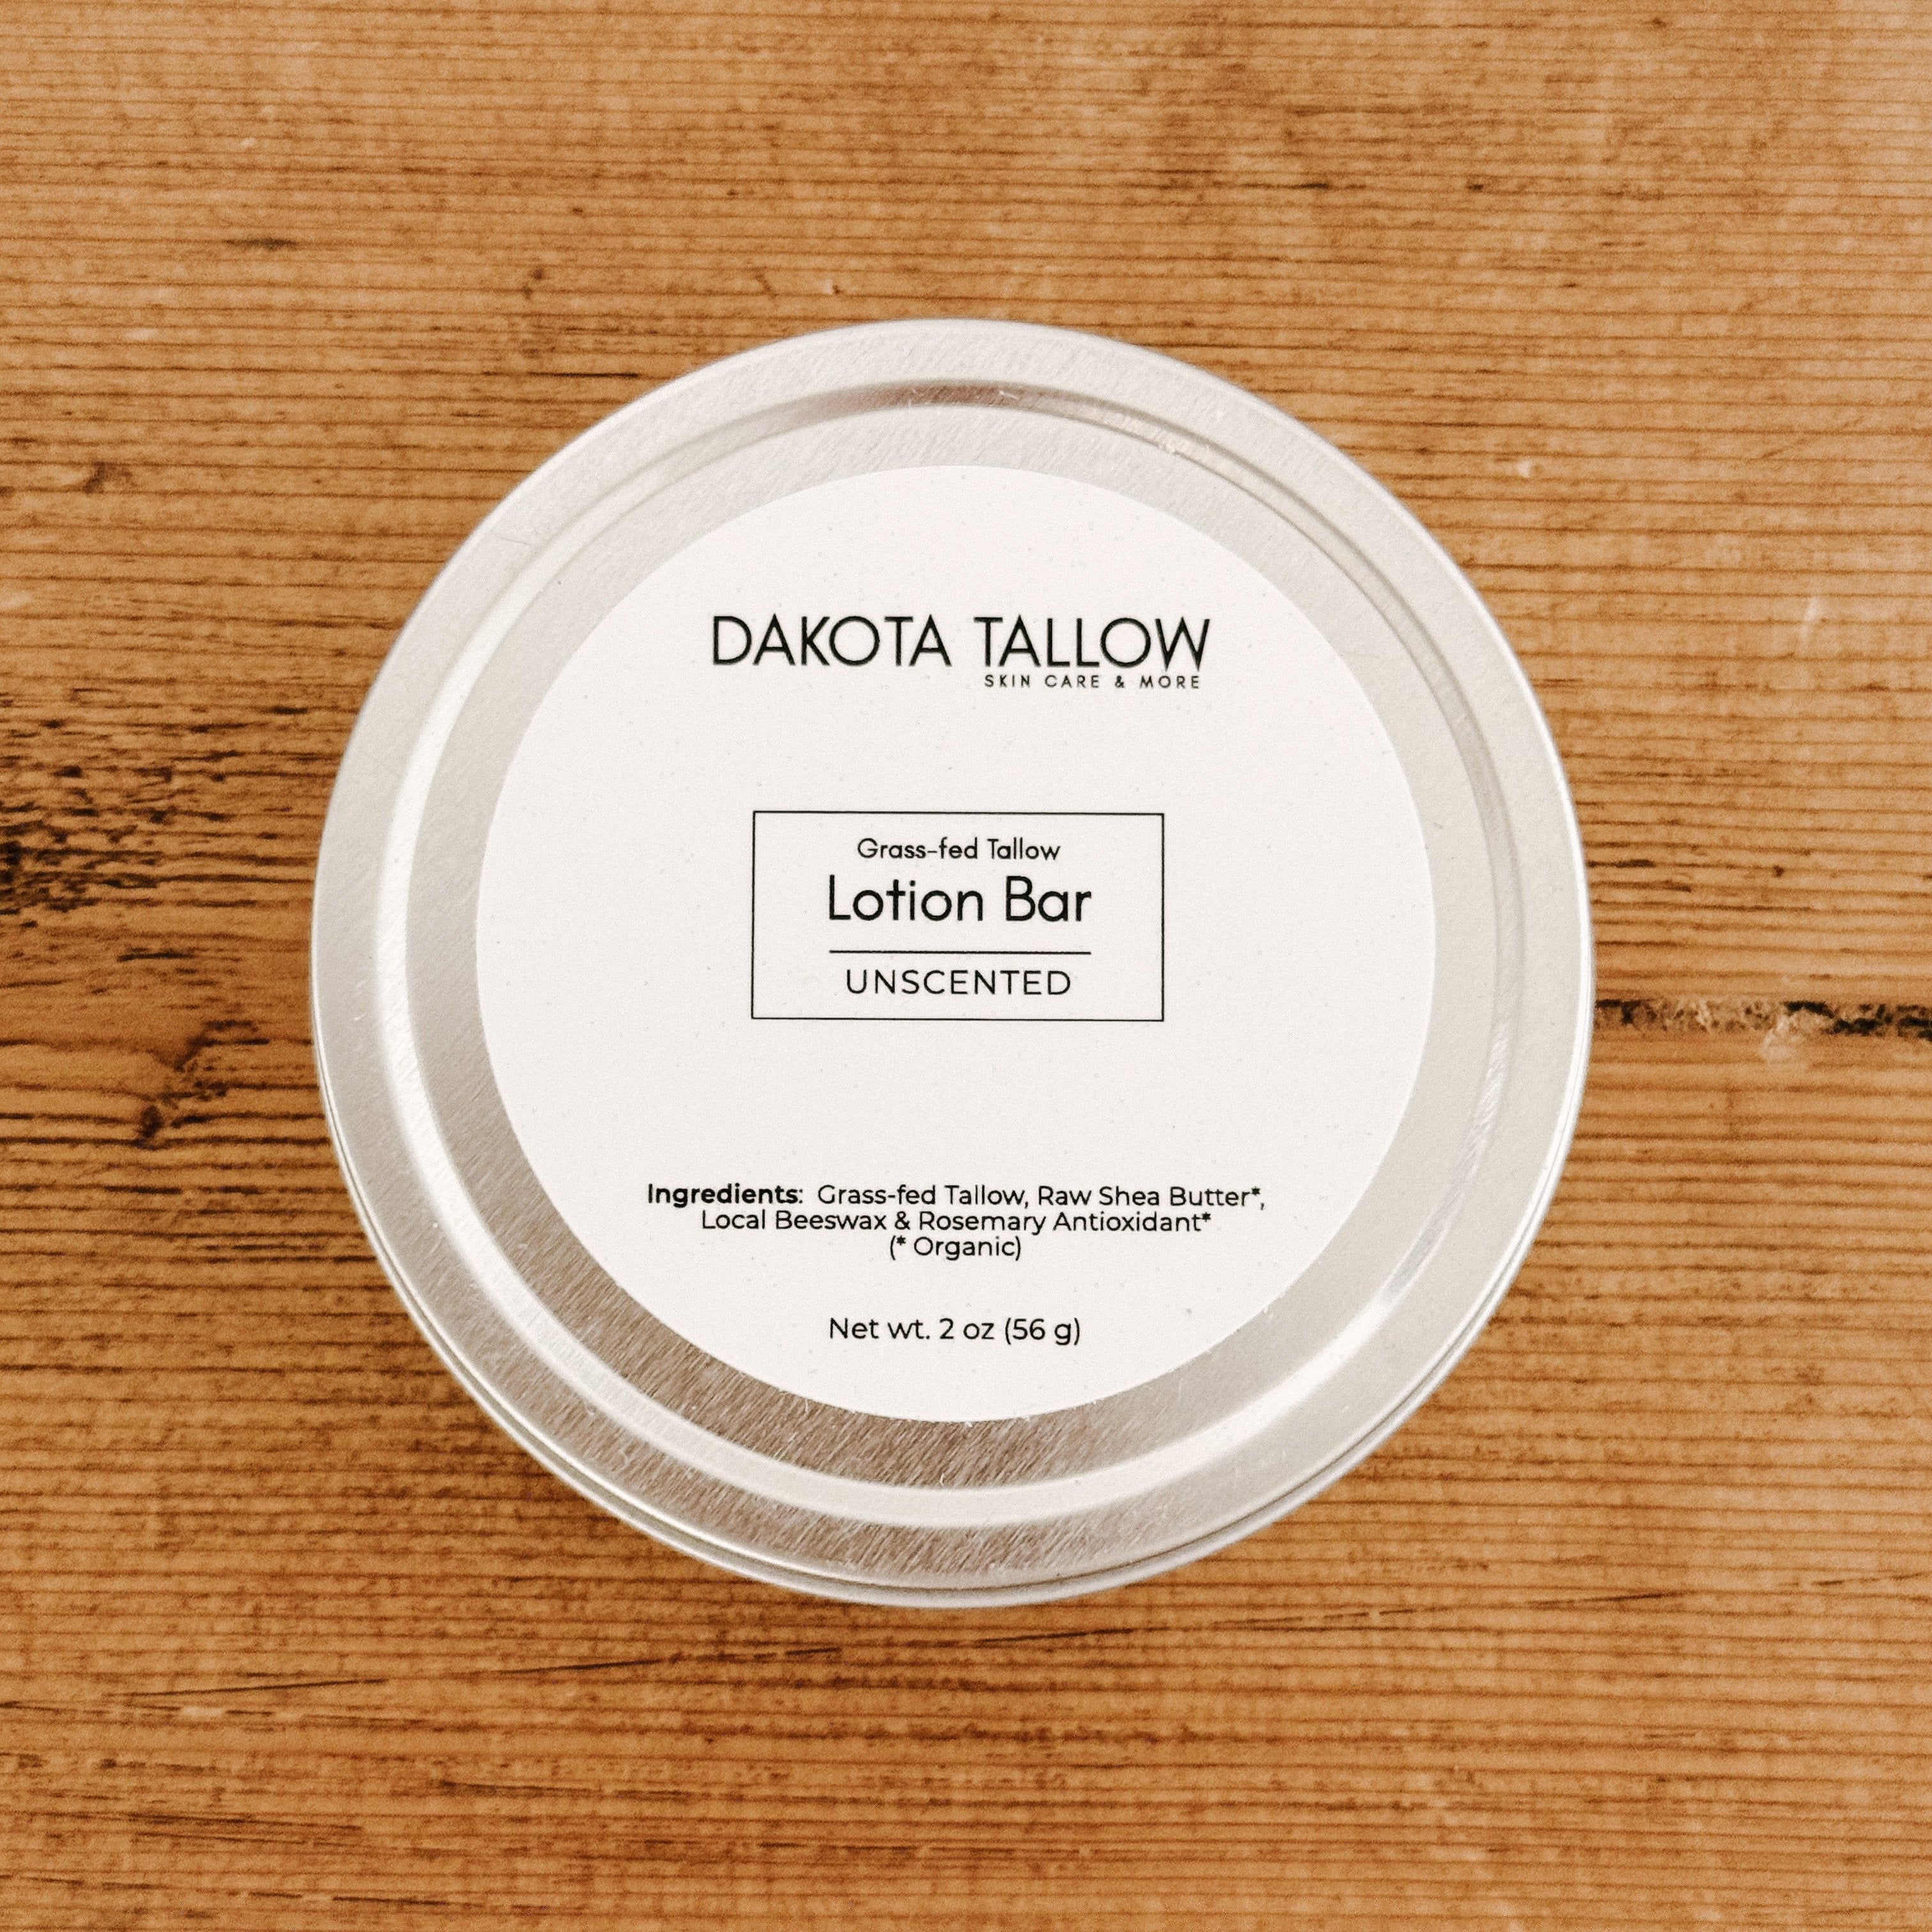 DAKOTA TALLOW
SKIN CARE & MORE
Grass-fed Tallow
Lotion Bar
UNSCENTED
Ingredients: Grass-fed Tallow, Raw Shea Butter*,
Local Beeswax & Rosemary Antioxidant*
(* Organic)
Net wt. 2 oz (56 g)